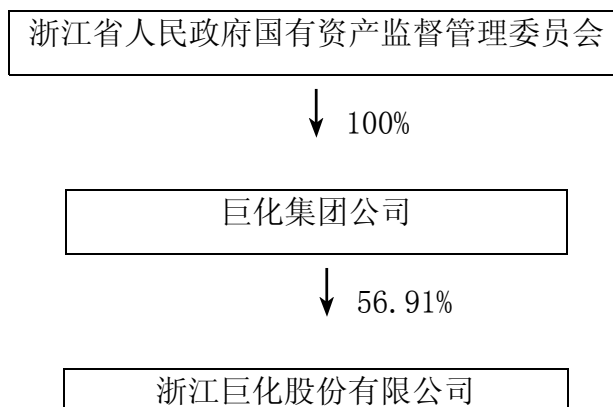 浙江省人民政府国有资产监督管理委员会
100%
巨化集团公司
56.91%
浙江巨化股份有限公司